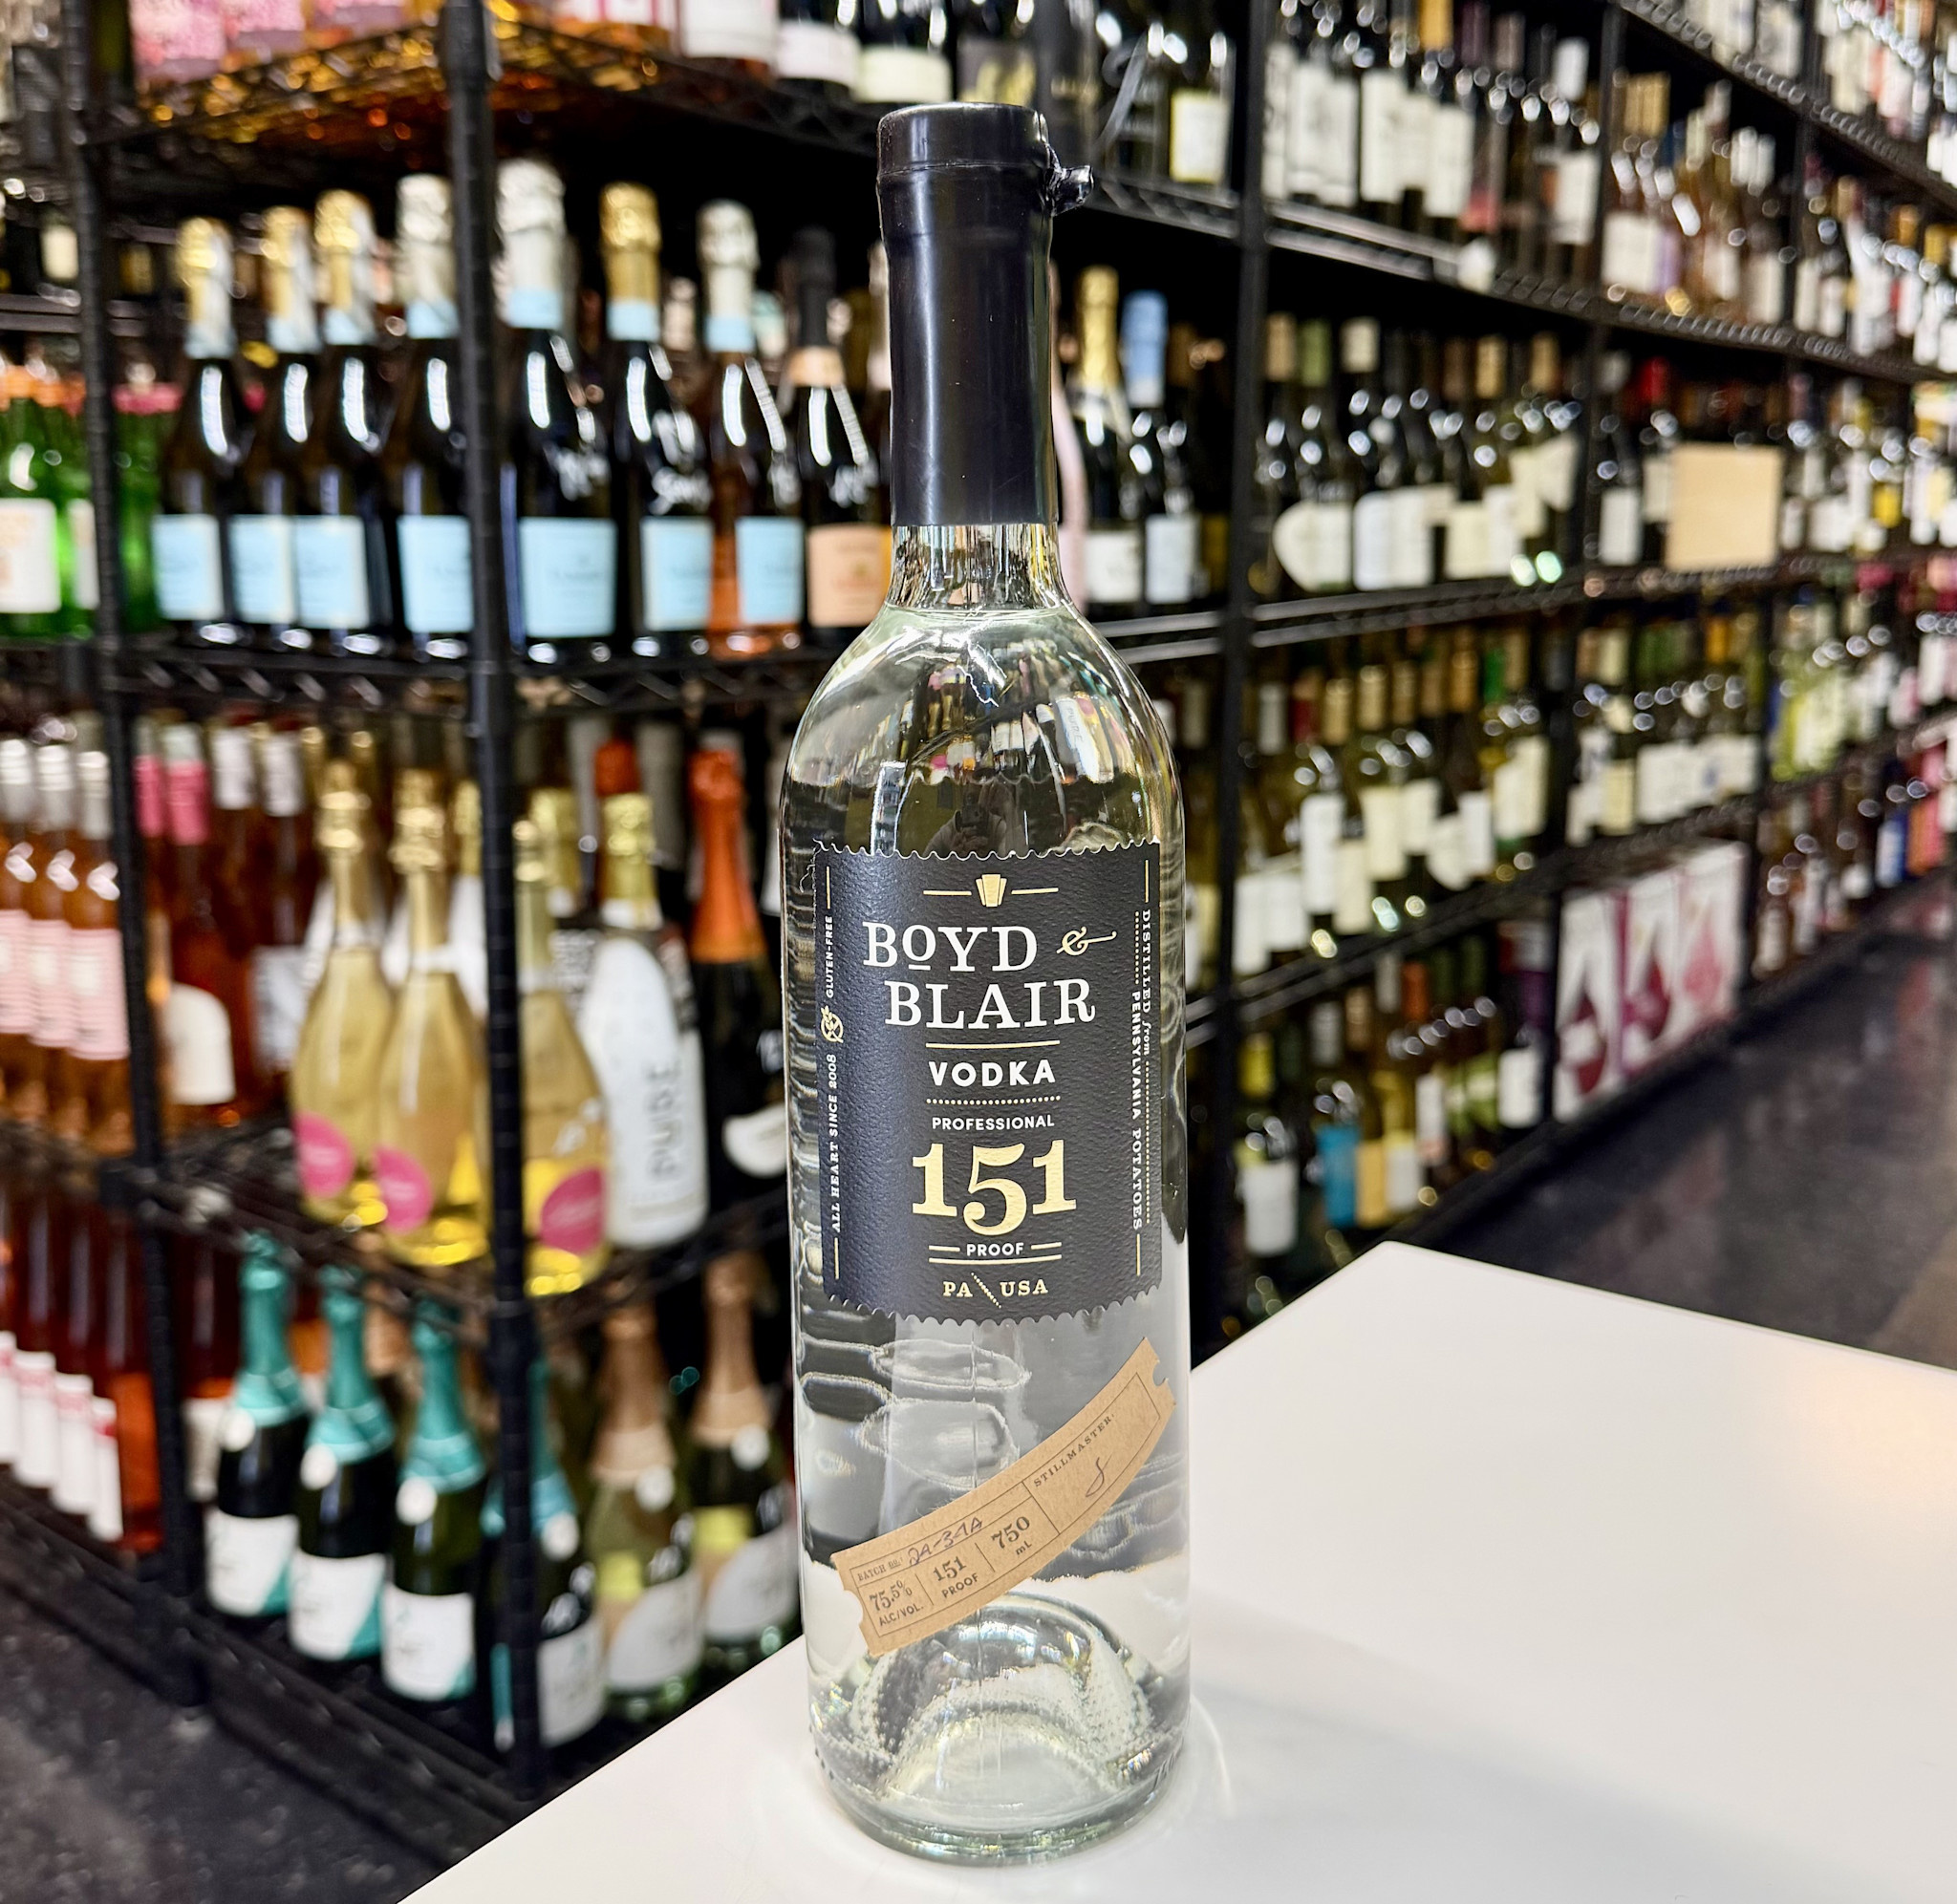 BOYD &
BLAIR
VODKA
PROFESSIONAL
151
PROOF
PA \ USA
ALL HEART SINCE 2008
GLUTEN-FREE
DISTILLED from PENNSYLVANIA POTATOES
BATCH
75.5%
ALC/VOL.
151
PROOF
750
mL
STILLMASTER:
PURE